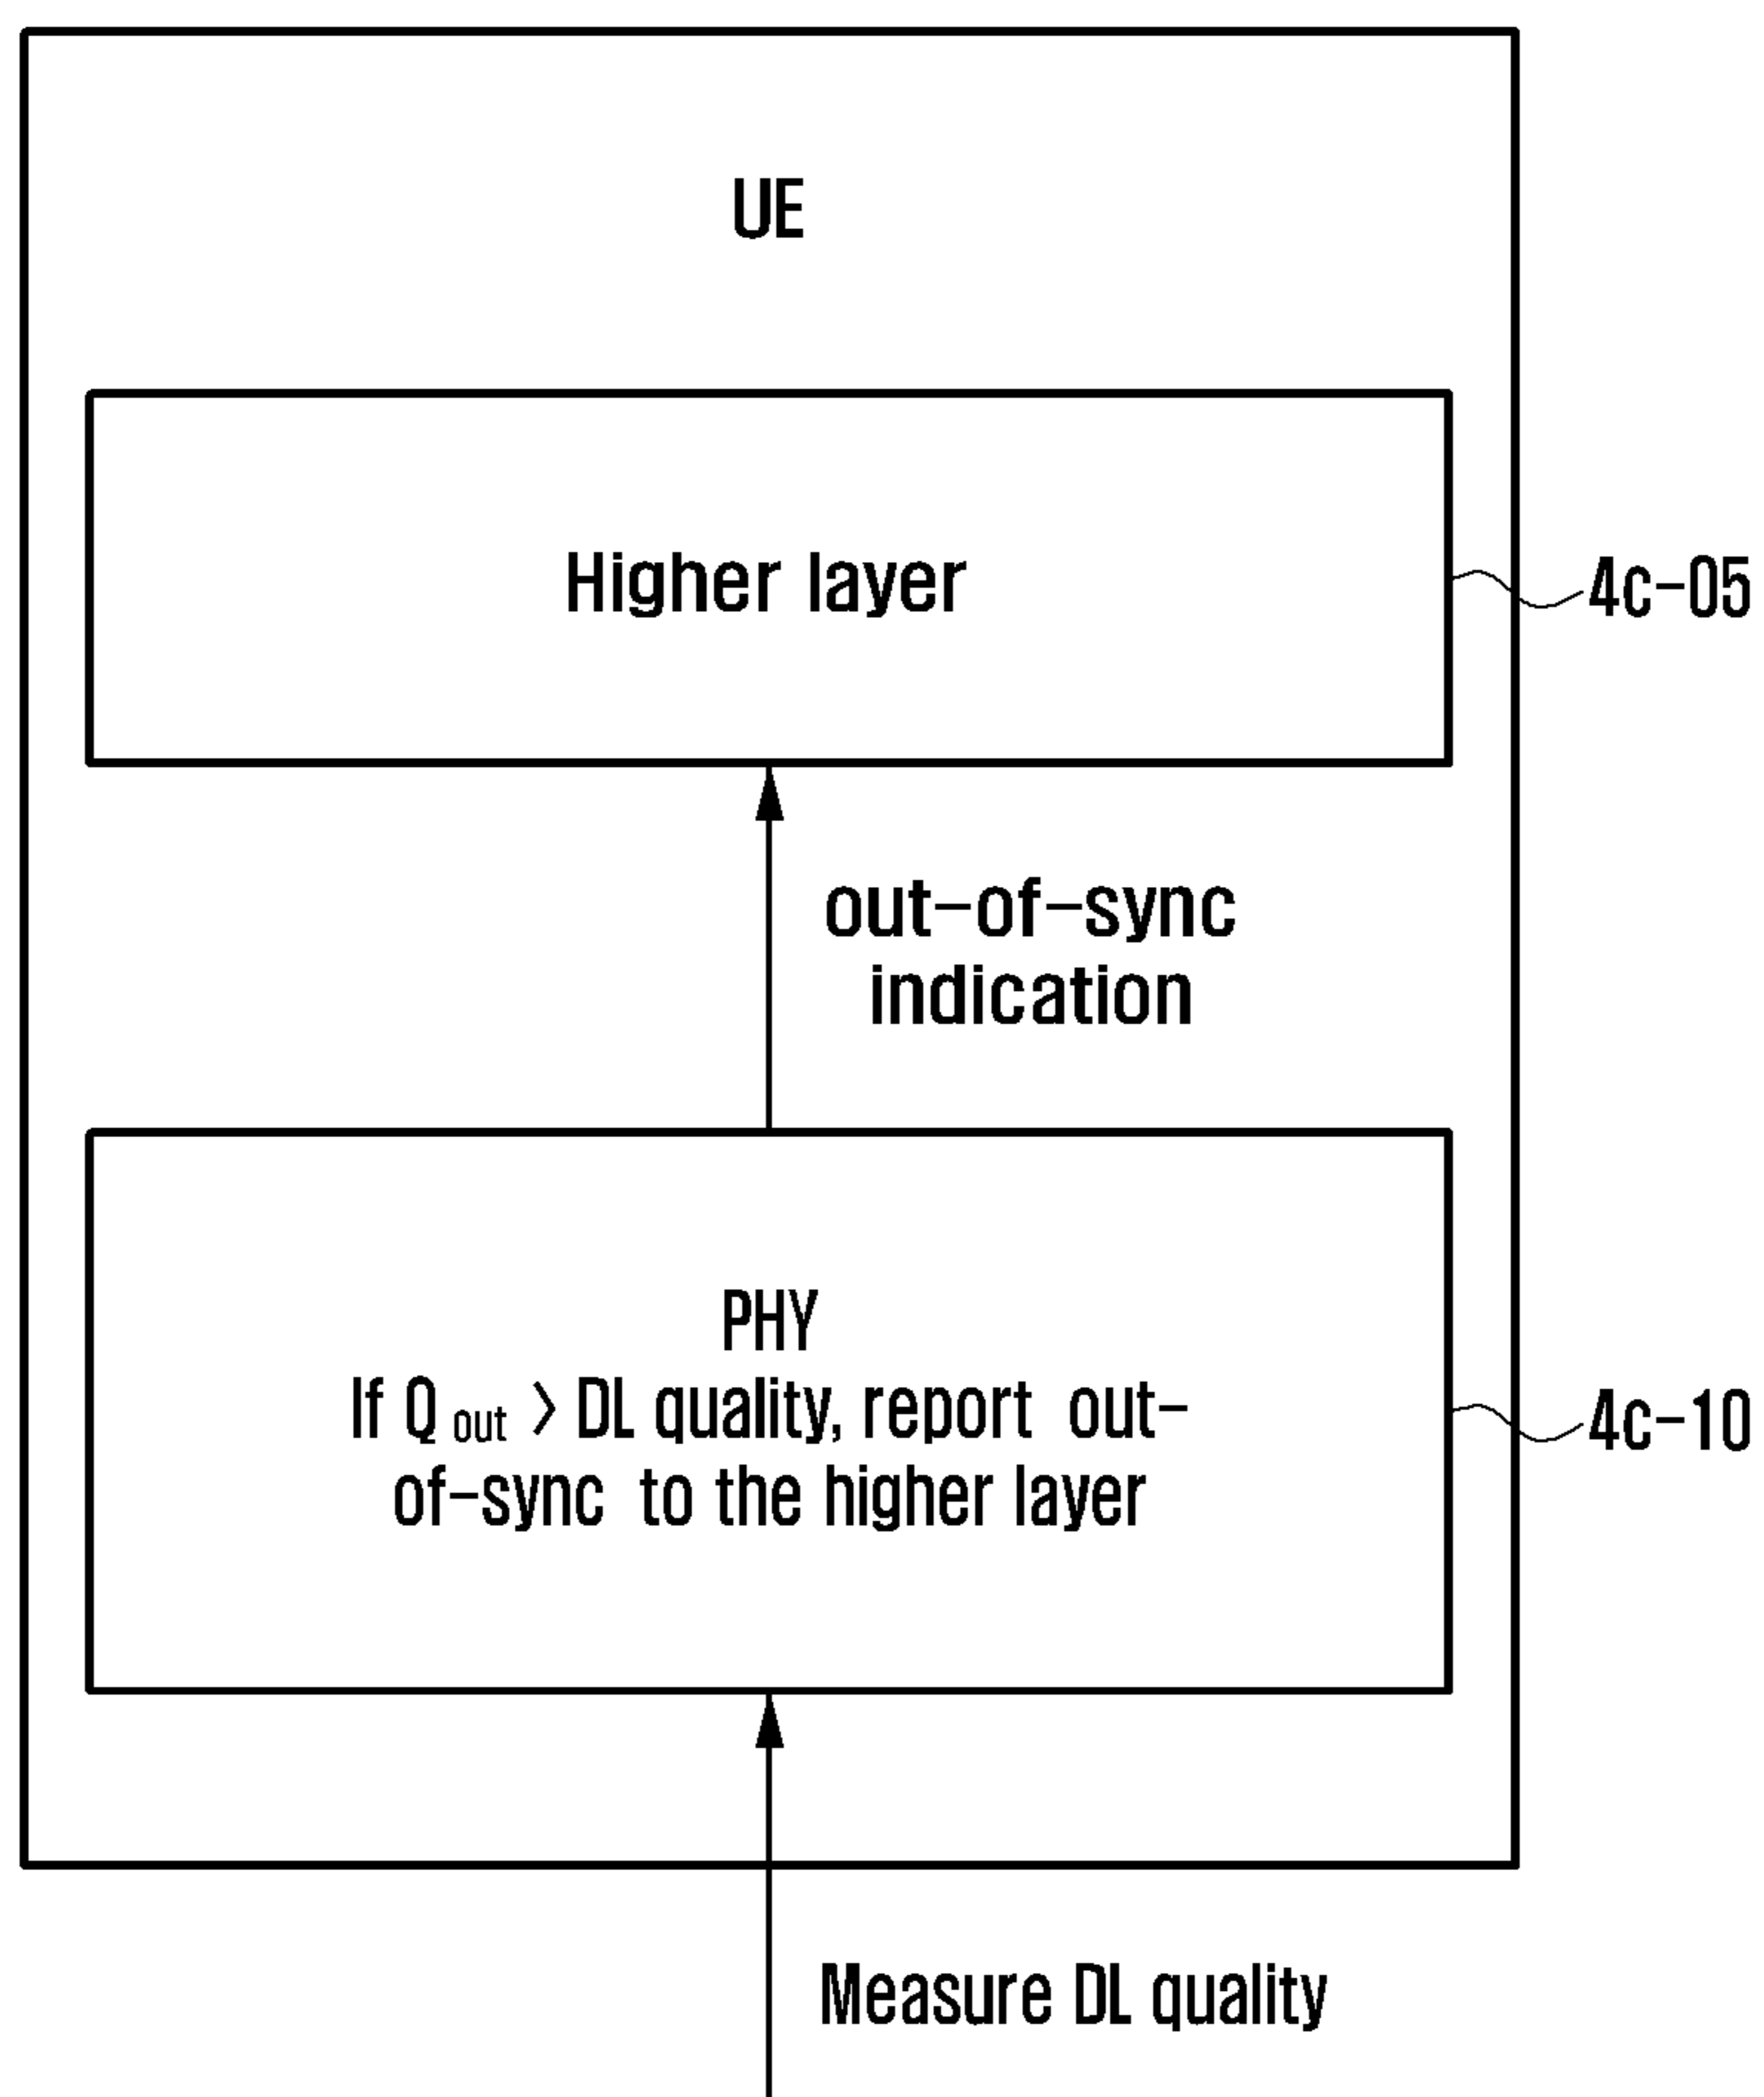 UE
Higher layer
4c-05
out-of-sync
indication
PHY
If Q out > DL quality, report out-
of-sync to the higher layer
4c-10
Measure DL quality